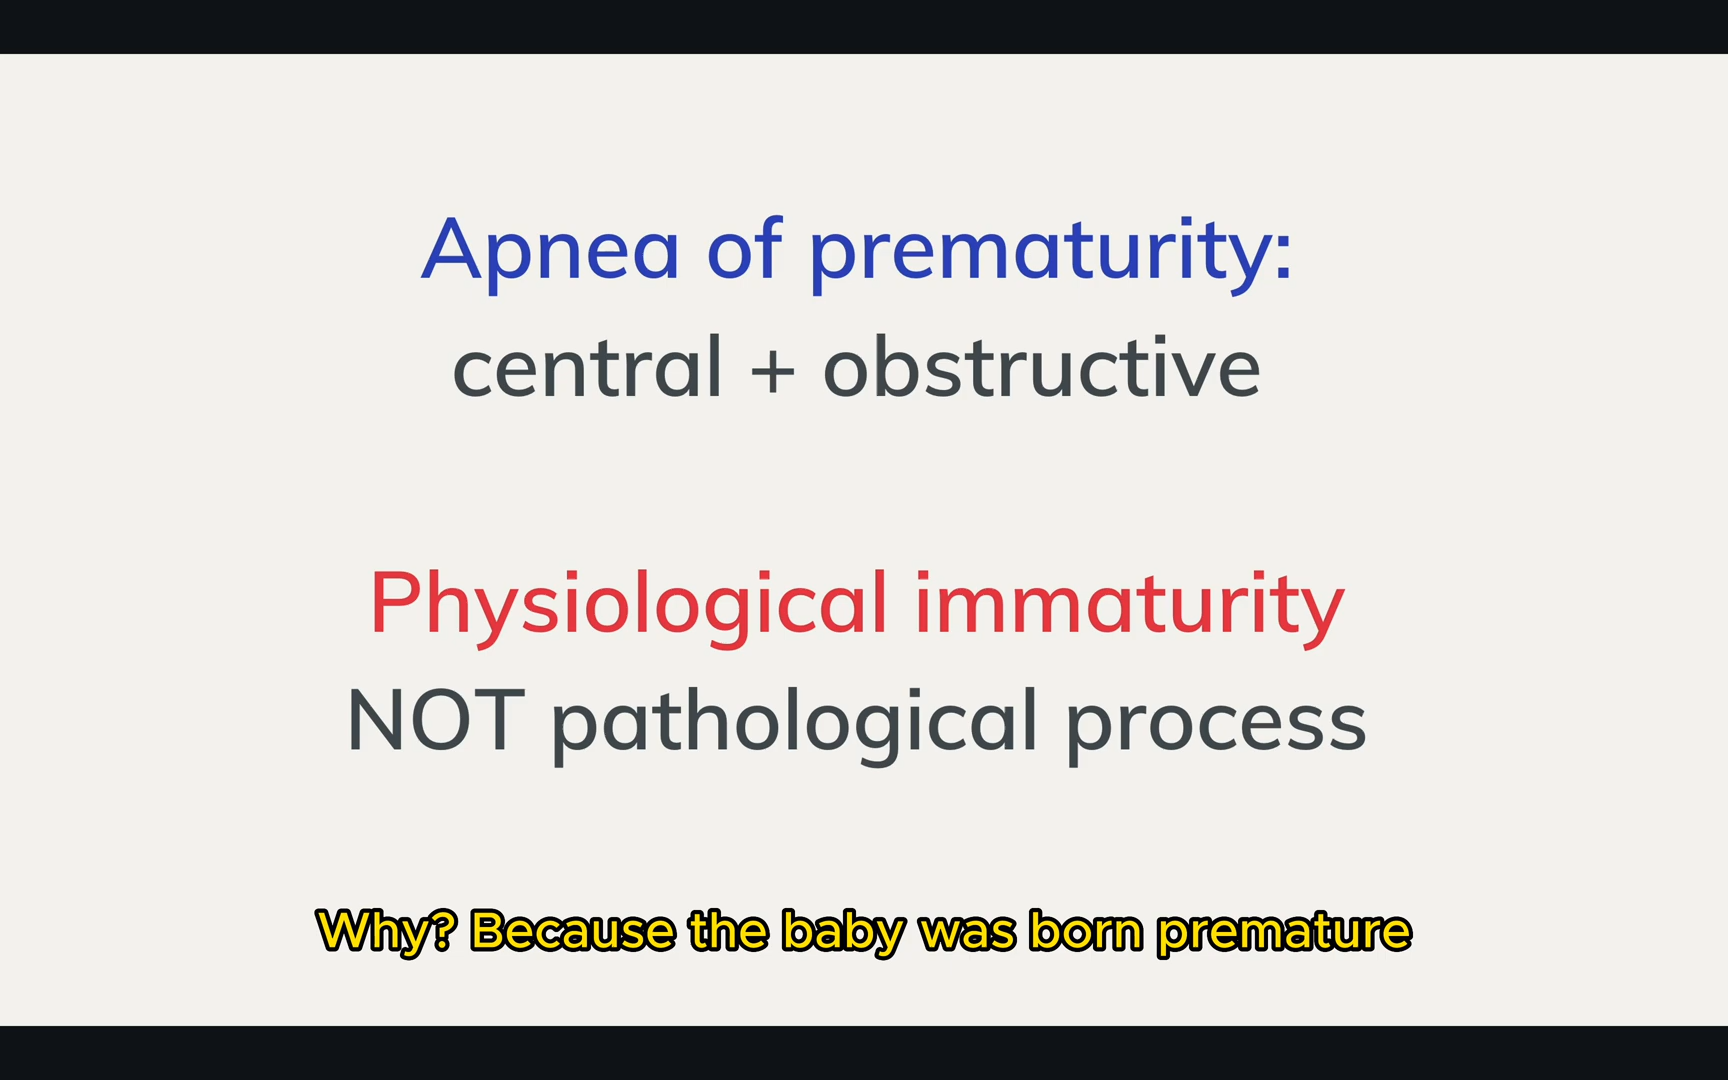 Apnea of prematurity:
central + obstructive
Physiological immaturity
NOT pathological process
Why? Because the baby was born premature